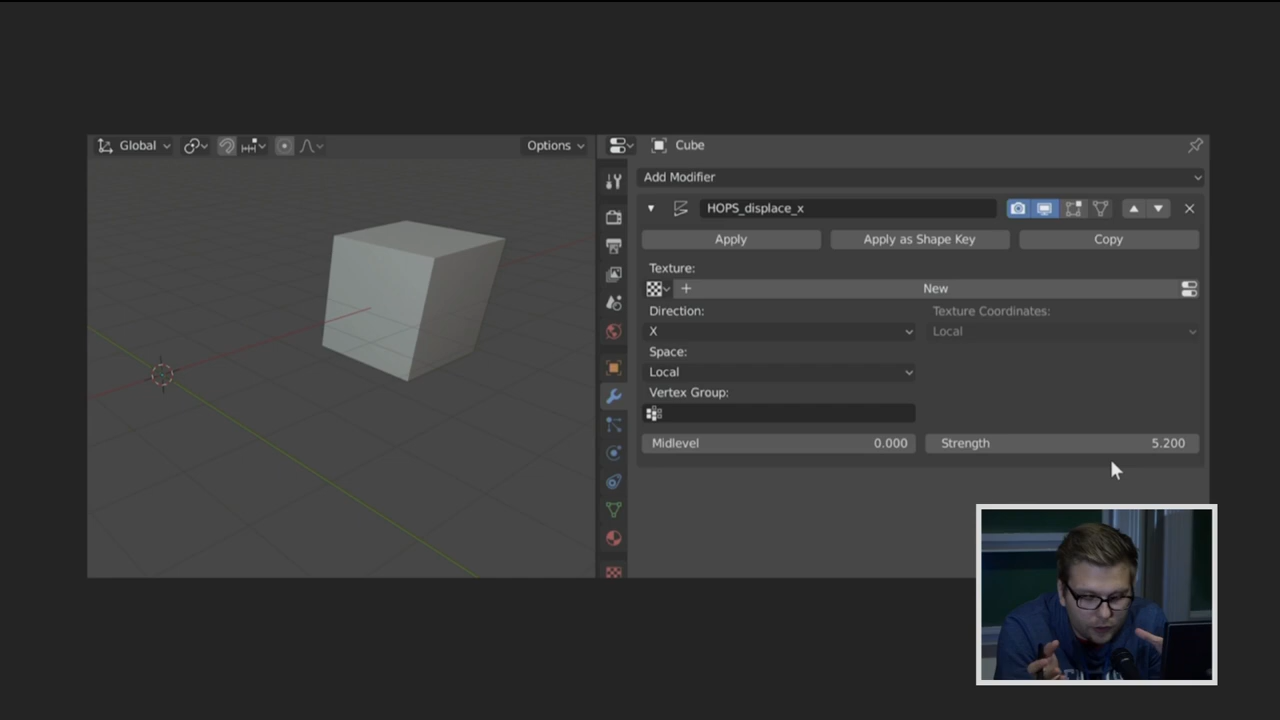 Global
Options
Cube
Add Modifier
HOPS_displace_x
Apply
Apply as Shape Key
Copy
Texture:
New
Direction:
Texture Coordinates:
X
Local
Space:
Local
Vertex Group:
Midlevel 0.000
Strength 5.200